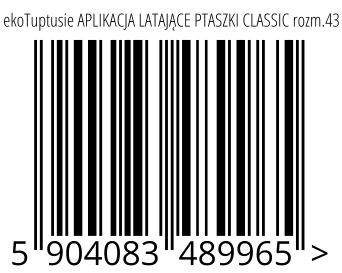 ekoTuptusie APLIKACJA LATAJĄCE PTASZKI CLASSIC rozm.43
5 904083 489965 >